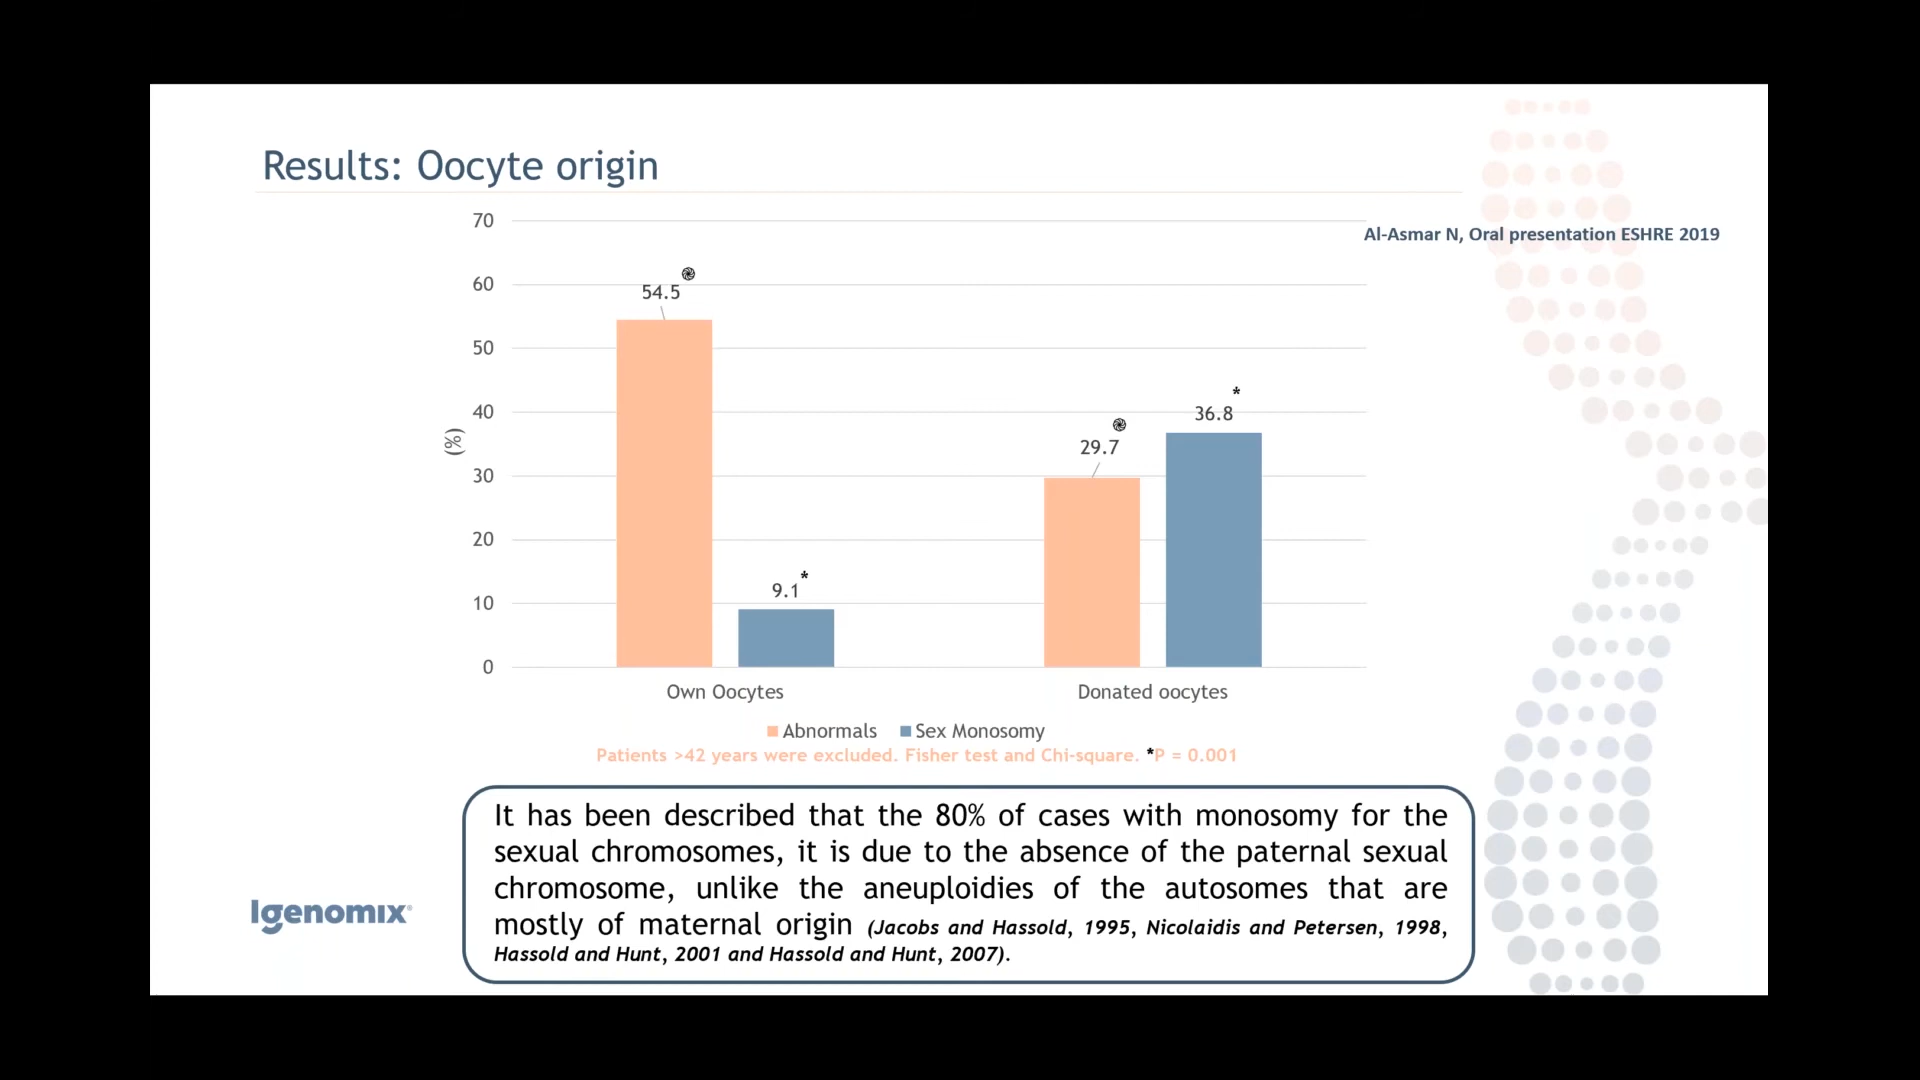 Results: Oocyte origin
Al-Asmar N, Oral presentation ESHRE 2019
70
60
50
40
30
20
10
0
(%)
54.5
9.1*
29.7
36.8*
Own Oocytes
Donated oocytes
Abnormals
Sex Monosomy
Patients >42 years were excluded. Fisher test and Chi-square. *P = 0.001
It has been described that the 80% of cases with monosomy for the
sexual chromosomes, it is due to the absence of the paternal sexual
chromosome, unlike the aneuploidies of the autosomes that are
mostly of maternal origin (Jacobs and Hassold, 1995, Nicolaidis and Petersen, 1998,
Hassold and Hunt, 2001 and Hassold and Hunt, 2007).
Igenomix®